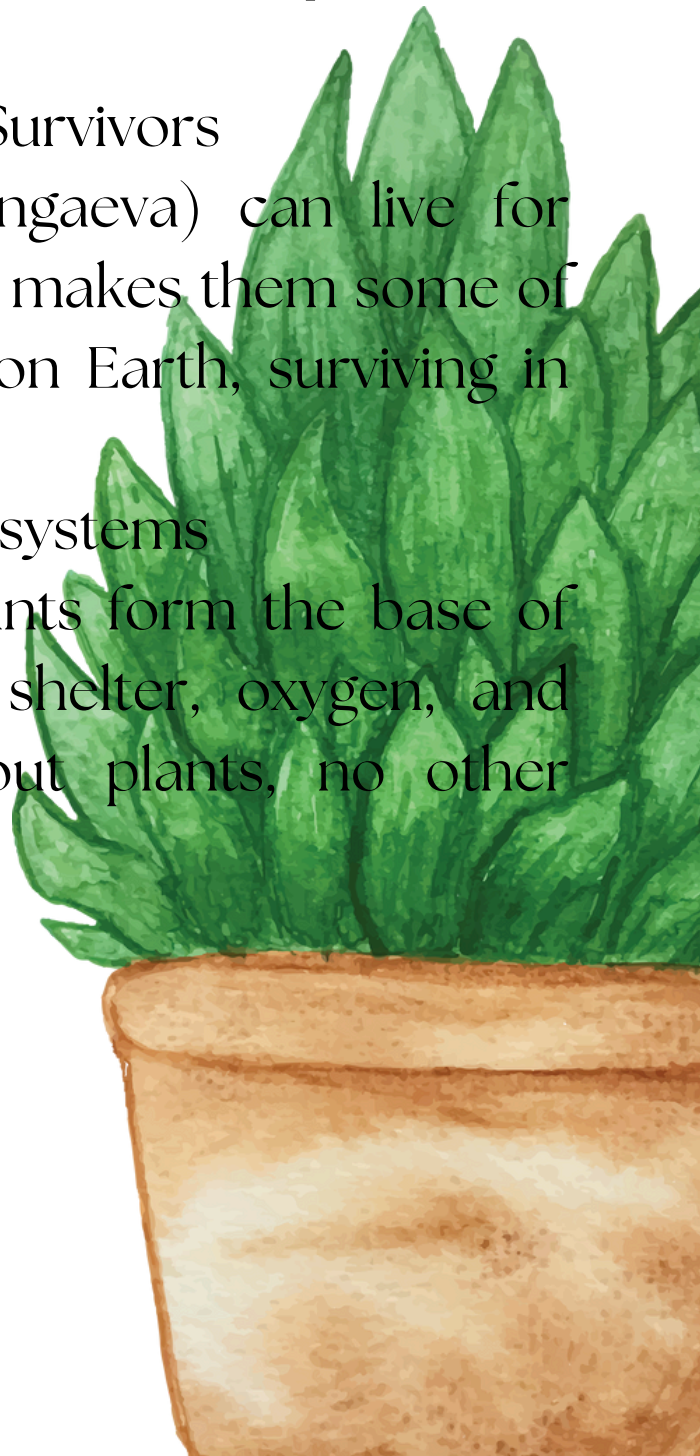 Survivors
ngaeva) can live for
makes them some of
on Earth, surviving in
systems
nts form the base of
shelter, oxygen, and
out plants, no other